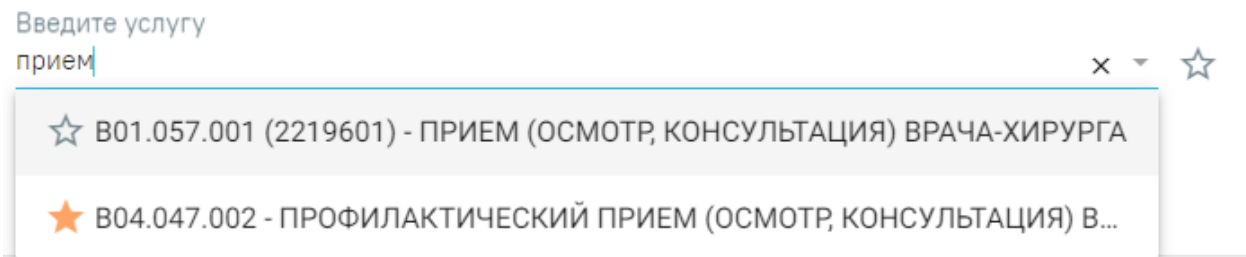 Введите услугу
прием
B01.057.001 (2219601) - ПРИЕМ (ОСМОТР, КОНСУЛЬТАЦИЯ) ВРАЧА-ХИРУРГА
B04.047.002 - ПРОФИЛАКТИЧЕСКИЙ ПРИЕМ (ОСМОТР, КОНСУЛЬТАЦИЯ) В...